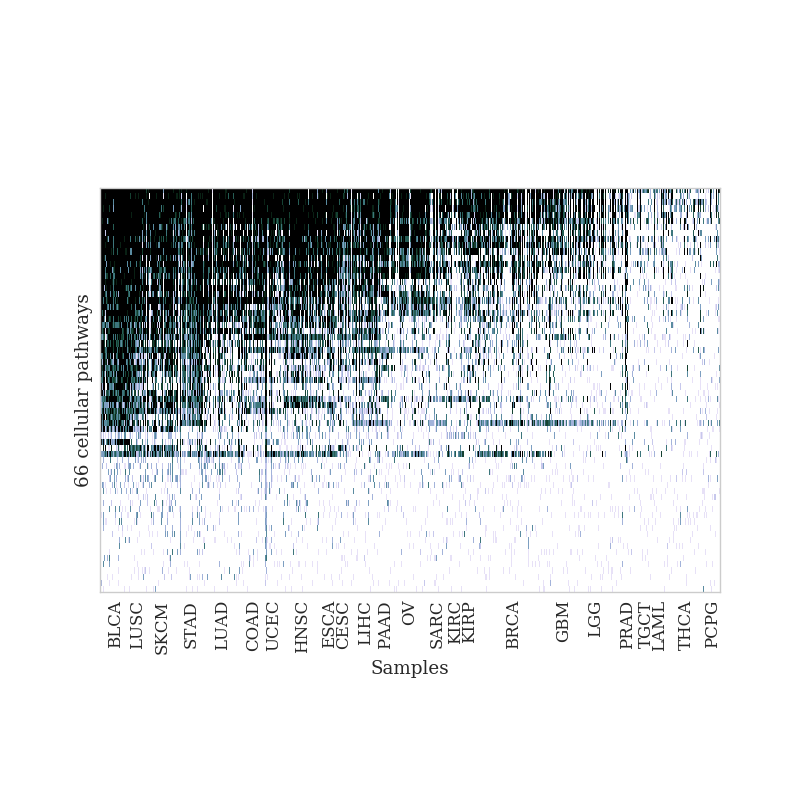 66 cellular pathways
BLCA
LUSC
SKCM
STAD
LUAD
COAD
UCEC
HNSC
ESCA
CESC
LIHC
PAAD
OV
SARC
KIRC
KIRP
BRCA
GBM
LGG
PRAD
TGCT
LAML
THCA
PCPG
Samples